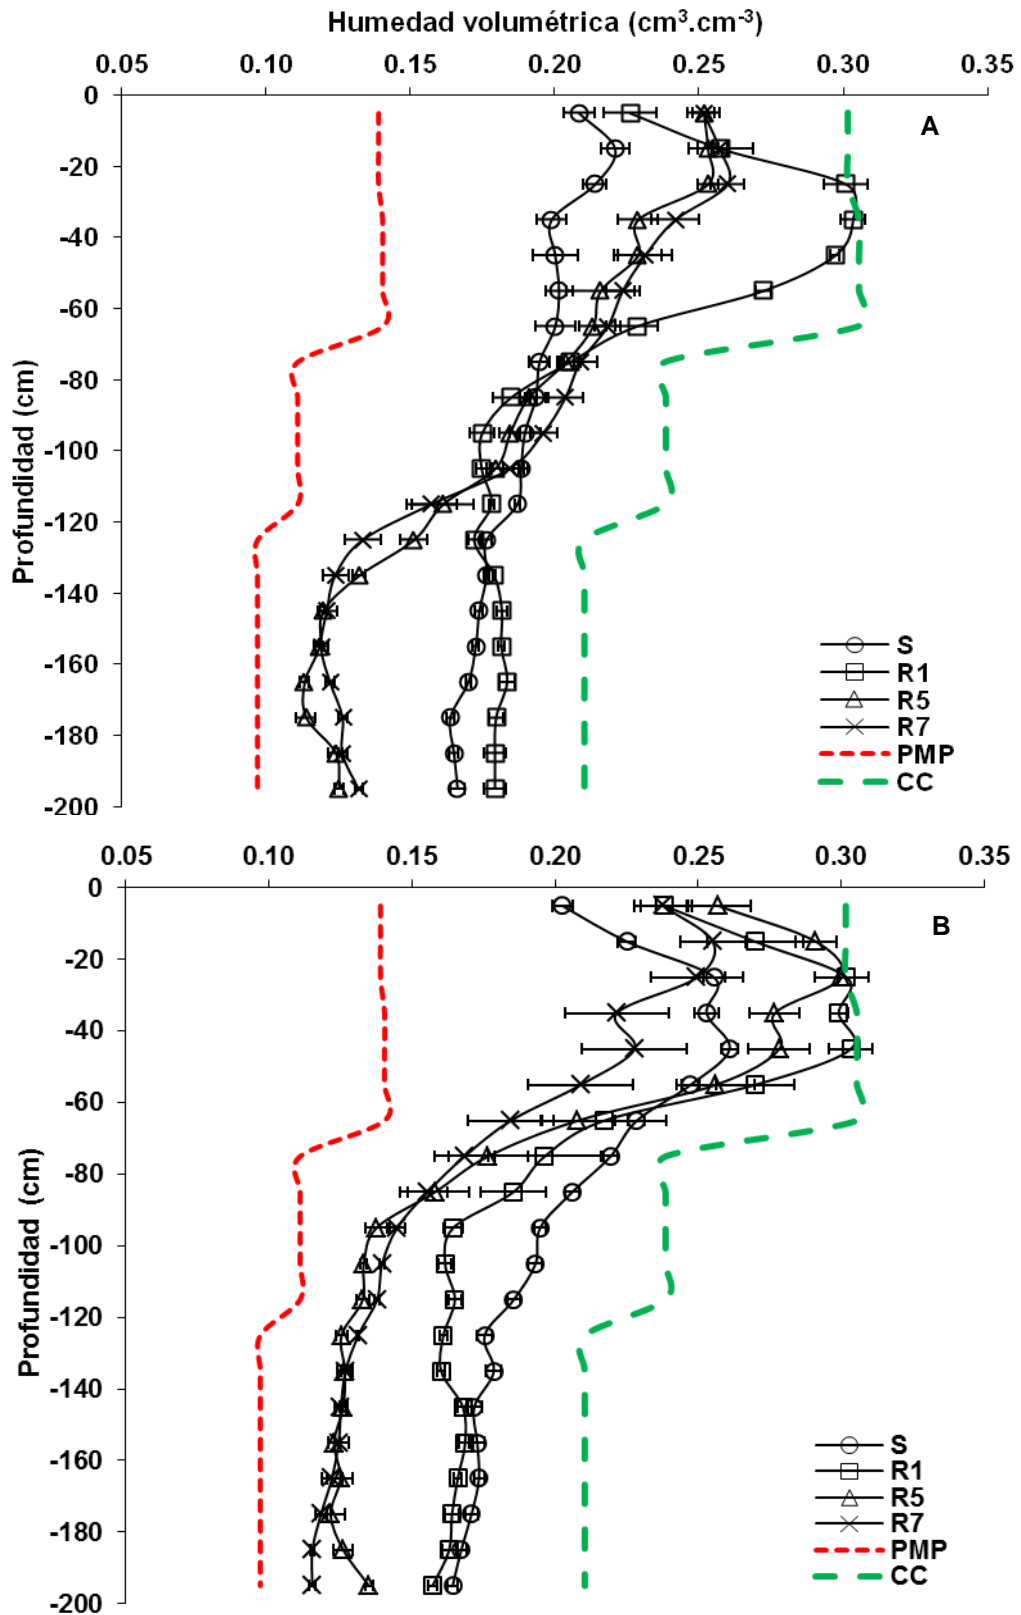 Humedad volumétrica (cm³.cm⁻³)
0.05 0.10 0.15 0.20 0.25 0.30 0.35
0
-20
-40
-60
-80
-100
-120
-140
-160
-180
-200
Profundidad (cm)
A
S
R1
R5
R7
PMP
CC
0.05 0.10 0.15 0.20 0.25 0.30 0.35
0
-20
-40
-60
-80
-100
-120
-140
-160
-180
-200
Profundidad (cm)
B
S
R1
R5
R7
PMP
CC